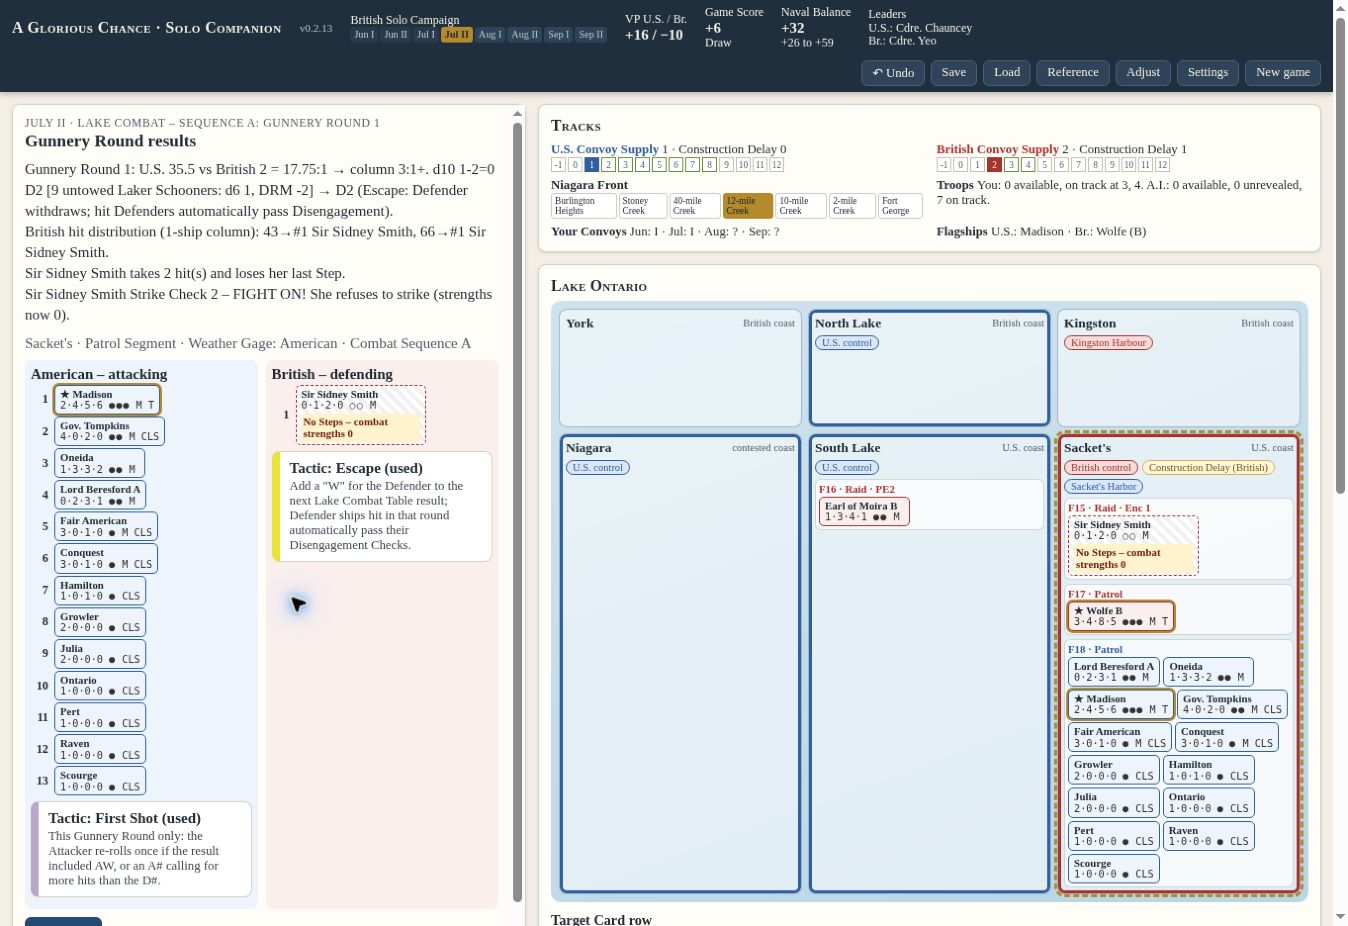 A Glorious Chance · Solo Companion
v0.2.13
British Solo Campaign
Jun I Jun II Jul I Jul II Aug I Aug II Sep I Sep II
VP U.S. / Br.
+16 / −10
Game Score
+6
Draw
Naval Balance
+32
+26 to +59
Leaders
U.S.: Cdre. Chauncey
Br.: Cdre. Yeo
↶ Undo Save Load Reference Adjust Settings New game
JULY II · LAKE COMBAT – SEQUENCE A: GUNNERY ROUND 1
Gunnery Round results
Gunnery Round 1: U.S. 35.5 vs British 2 = 17.75:1 → column 3:1+. d10 1-2=0
D2 [9 untowed Laker Schooners: d6 1, DRM -2] → D2 (Escape: Defender
withdraws; hit Defenders automatically pass Disengagement).
British hit distribution (1-ship column): 43→#1 Sir Sidney Smith, 66→#1 Sir
Sidney Smith.
Sir Sidney Smith takes 2 hit(s) and loses her last Step.
Sir Sidney Smith Strike Check 2 – FIGHT ON! She refuses to strike (strengths
now 0).
Sacket's · Patrol Segment · Weather Gage: American · Combat Sequence A
American – attacking
1 ★ Madison
2·4·5·6 ●●● M T
2 Gov. Tompkins
4·0·2·0 ●● M CLS
3 Oneida
1·3·3·2 ●● M
4 Lord Beresford A
0·2·3·1 ●● M
5 Fair American
3·0·1·0 ● M CLS
6 Conquest
3·0·1·0 ● M CLS
7 Hamilton
1·0·1·0 ● CLS
8 Growler
2·0·0·0 ● CLS
9 Julia
2·0·0·0 ● CLS
10 Ontario
1·0·0·0 ● CLS
11 Pert
1·0·0·0 ● CLS
12 Raven
1·0·0·0 ● CLS
13 Scourge
1·0·0·0 ● CLS
Tactic: First Shot (used)
This Gunnery Round only: the
Attacker re-rolls once if the result
included AW, or an A# calling for
more hits than the D#.
British – defending
1 Sir Sidney Smith
0·1·2·0 ○○ M
No Steps – combat
strengths 0
Tactic: Escape (used)
Add a "W" for the Defender to the
next Lake Combat Table result;
Defender ships hit in that round
automatically pass their
Disengagement Checks.
Tracks
U.S. Convoy Supply 1 · Construction Delay 0
-1 0 1 2 3 4 5 6 7 8 9 10 11 12
British Convoy Supply 2 · Construction Delay 1
-1 0 1 2 3 4 5 6 7 8 9 10 11 12
Niagara Front
Burlington Heights
Stoney Creek
40-mile Creek
12-mile Creek
10-mile Creek
2-mile Creek
Fort George
Troops You: 0 available, on track at 3, 4. A.I.: 0 available, 0 unrevealed,
7 on track.
Your Convoys Jun: I · Jul: I · Aug: ? · Sep: ?
Flagships U.S.: Madison · Br.: Wolfe (B)
Lake Ontario
York British coast
North Lake British coast
U.S. control
Kingston British coast
Kingston Harbour
Niagara contested coast
U.S. control
South Lake U.S. coast
U.S. control
F16 · Raid · PE2
Earl of Moira B
1·3·4·1 ●● M
Sacket's U.S. coast
British control Construction Delay (British)
Sacket's Harbor
F15 · Raid · Enc 1
Sir Sidney Smith
0·1·2·0 ○○ M
No Steps – combat
strengths 0
F17 · Patrol
★ Wolfe B
3·4·8·5 ●●● M T
F18 · Patrol
Lord Beresford A
0·2·3·1 ●● M
Oneida
1·3·3·2 ●● M
★ Madison
2·4·5·6 ●●● M T
Gov. Tompkins
4·0·2·0 ●● M CLS
Fair American
3·0·1·0 ● M CLS
Conquest
3·0·1·0 ● M CLS
Growler
2·0·0·0 ● CLS
Hamilton
1·0·1·0 ● CLS
Julia
2·0·0·0 ● CLS
Ontario
1·0·0·0 ● CLS
Pert
1·0·0·0 ● CLS
Raven
1·0·0·0 ● CLS
Scourge
1·0·0·0 ● CLS
Target Card row